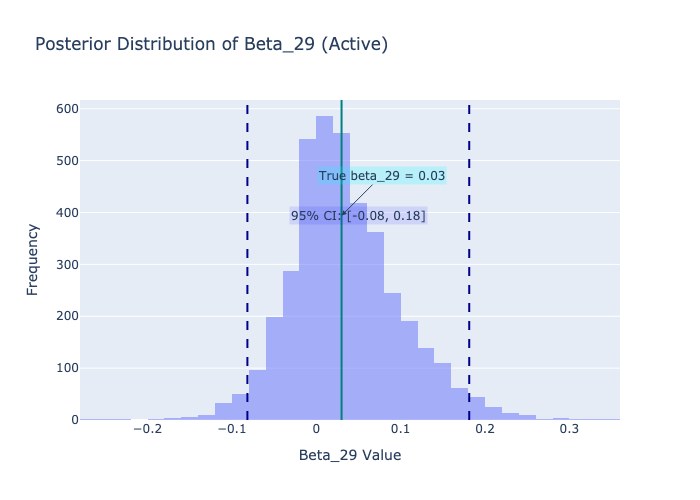 Posterior Distribution of Beta_29 (Active)
600
500
400
300
200
100
0
Frequency
True beta_29 = 0.03
95% CI: [-0.08, 0.18]
−0.2 −0.1 0 0.1 0.2 0.3
Beta_29 Value